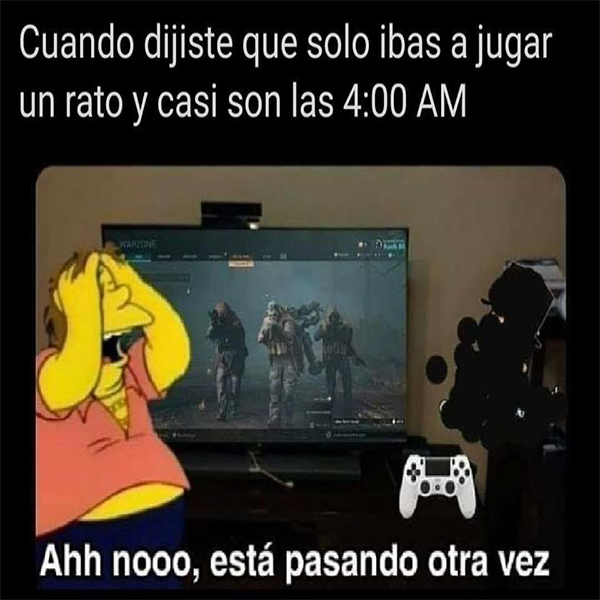 Cuando dijiste que solo ibas a jugar
un rato y casi son las 4:00 AM
WARZONE
Ahh nooo, está pasando otra vez